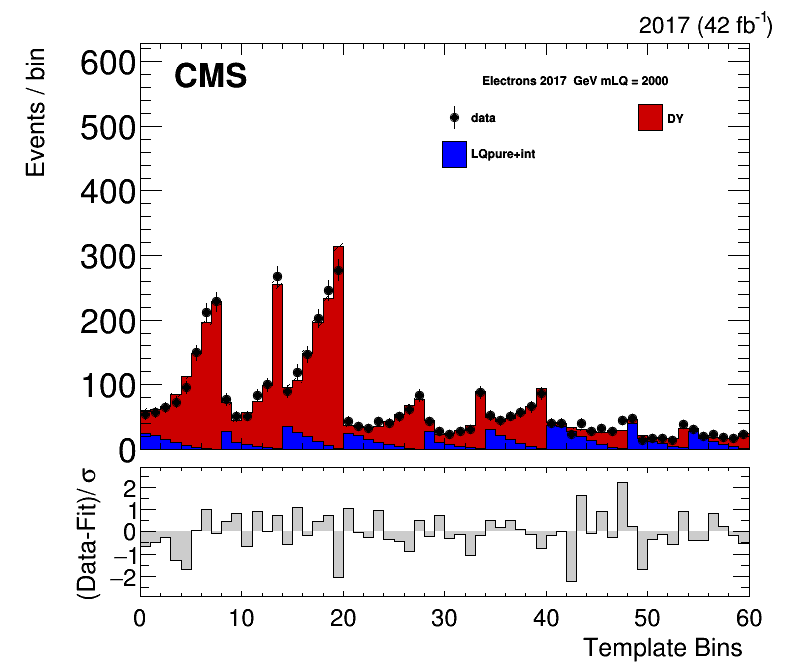 2017 (42 fb-1)
Events / bin
600
CMS
Electrons 2017 GeV mLQ = 2000
data
DY
LQpure+int
500
400
300
200
100
0
(Data-Fit)/ σ
2
1
0
−1
−2
0
10
20
30
40
50
60
Template Bins